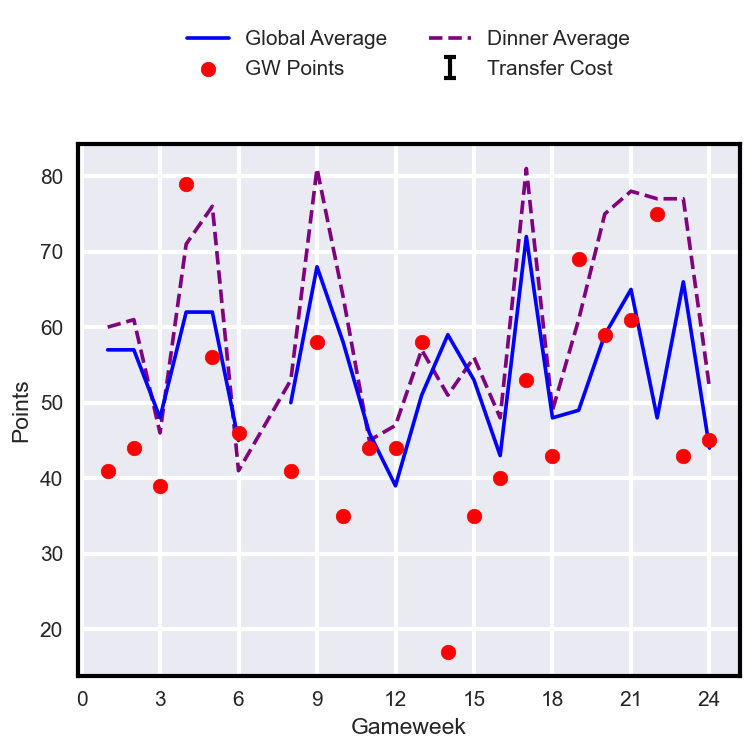 Global Average
GW Points
Dinner Average
Transfer Cost
80
70
60
50
40
30
20
Points
0 3 6 9 12 15 18 21 24
Gameweek